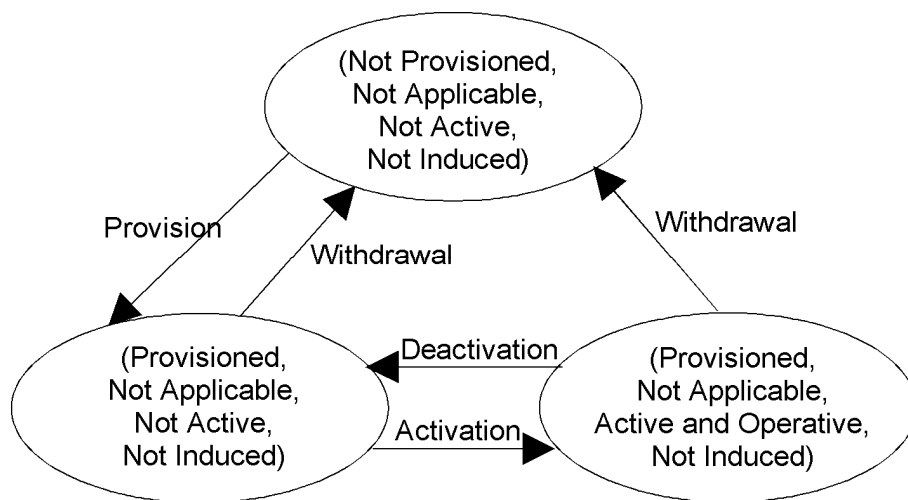 (Not Provisioned,
Not Applicable,
Not Active,
Not Induced)
Provision
Withdrawal
Withdrawal
(Provisioned,
Not Applicable,
Not Active,
Not Induced)
Deactivation
Activation
(Provisioned,
Not Applicable,
Active and Operative,
Not Induced)